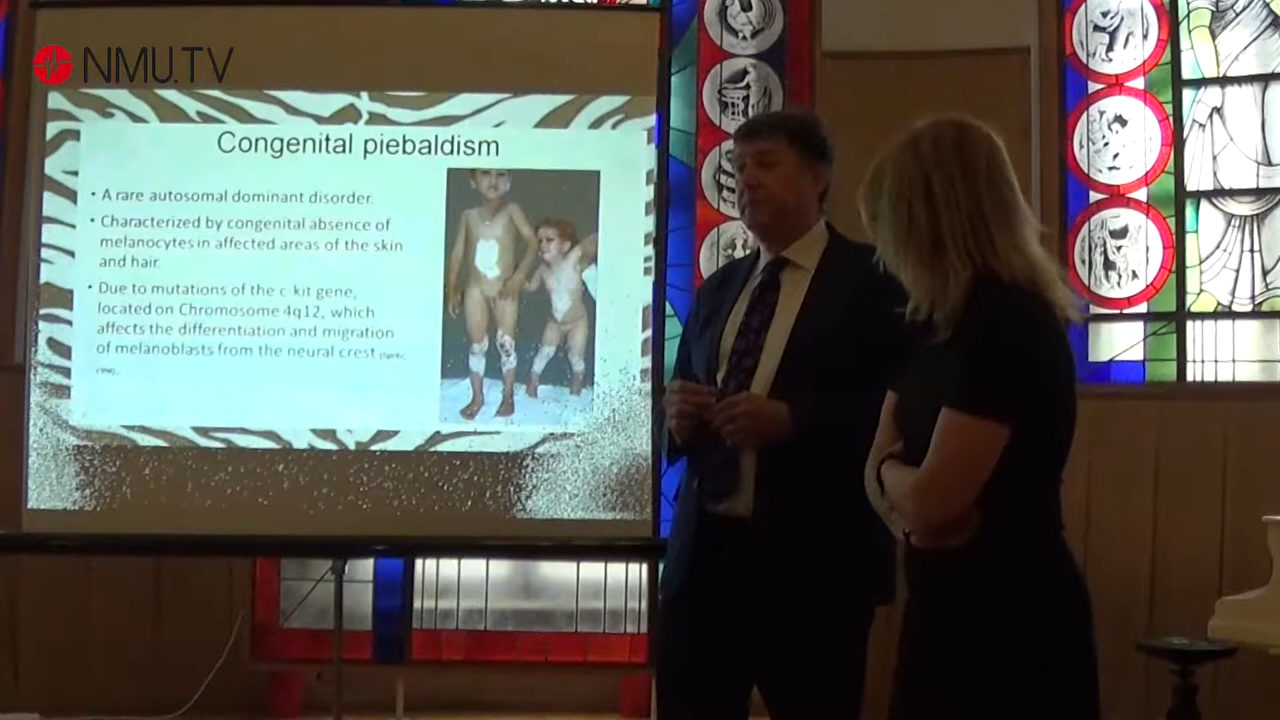 NMU.TV
Congenital piebaldism
• A rare autosomal dominant disorder.
• Characterized by congenital absence of
melanocytes in affected areas of the skin
and hair.
• Due to mutations of the c-kit gene,
located on Chromosome 4q12, which
affects the differentiation and migration
of melanoblasts from the neural crest